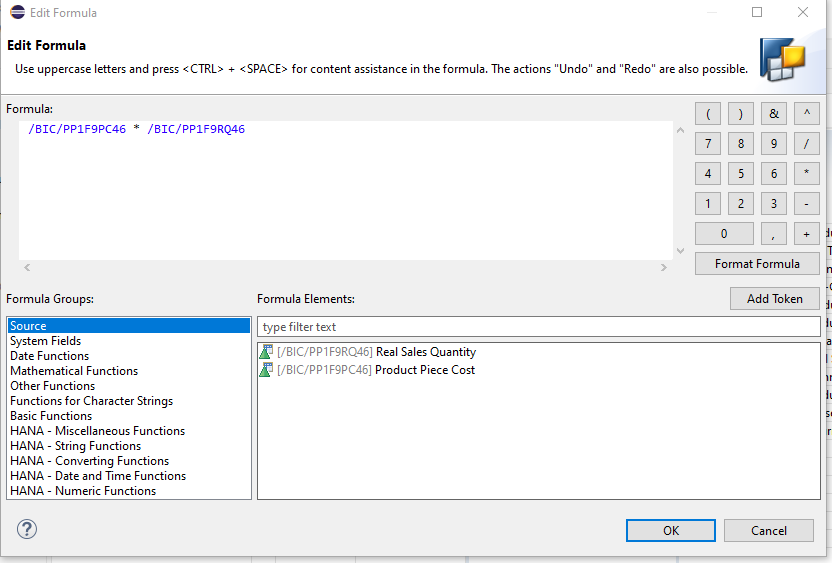 Edit Formula
Edit Formula
Use uppercase letters and press <CTRL> + <SPACE> for content assistance in the formula. The actions "Undo" and "Redo" are also possible.
Formula:
/BIC/PP1F9PC46 * /BIC/PP1F9RQ46
( ) & ^
7 8 9 /
4 5 6 *
1 2 3 -
0 , +
Format Formula
Formula Groups:
Formula Elements:
Add Token
Source
System Fields
Date Functions
Mathematical Functions
Other Functions
Functions for Character Strings
Basic Functions
HANA - Miscellaneous Functions
HANA - String Functions
HANA - Converting Functions
HANA - Date and Time Functions
HANA - Numeric Functions
type filter text
[/BIC/PP1F9RQ46] Real Sales Quantity
[/BIC/PP1F9PC46] Product Piece Cost
?
OK
Cancel